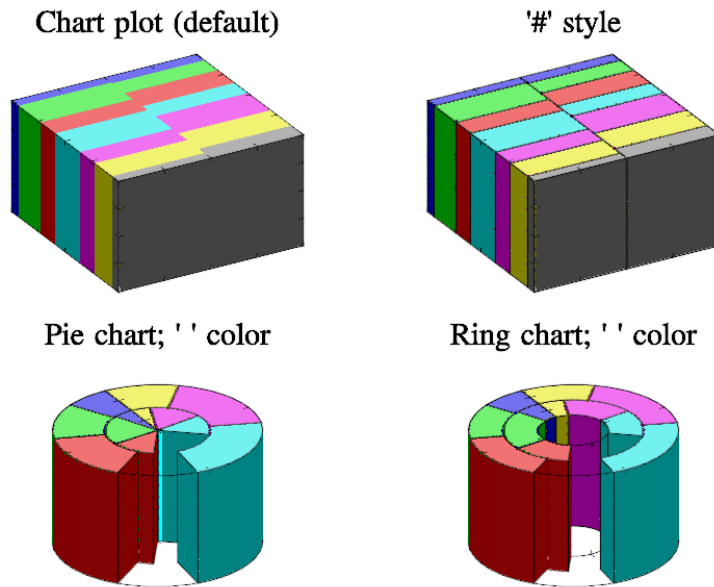 Chart plot (default)
'#' style
Pie chart; ' ' color
Ring chart; ' ' color